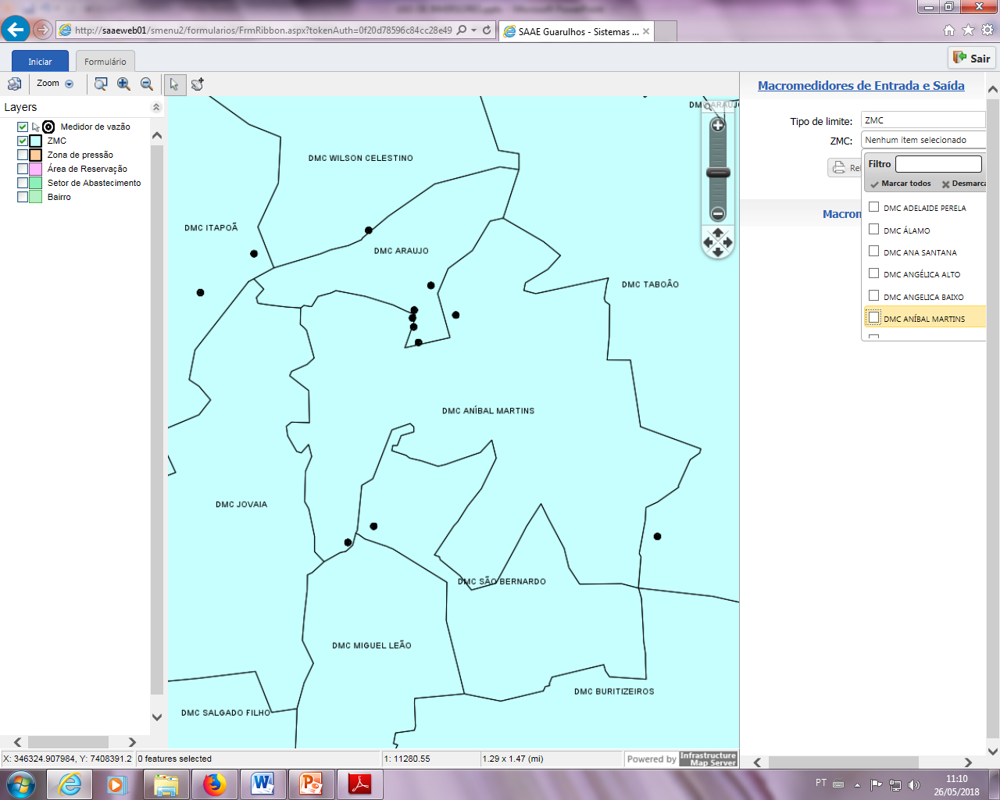 http://saaeweb01/smenu2/formularios/FrmRibbon.aspx?tokenAuth=0f20d78596c84cc28e49
SAAE Guarulhos - Sistemas ...
Iniciar
Formulário
Sair
Zoom
Layers
Medidor de vazão
ZMC
Zona de pressão
Área de Reservação
Setor de Abastecimento
Bairro
DMC ARAUJO
DMC WILSON CELESTINO
DMC ITAPOÃ
DMC ARAUJO
DMC TABOÃO
DMC ANÍBAL MARTINS
DMC JOVAIA
DMC SÃO BERNARDO
DMC MIGUEL LEÃO
DMC BURITIZEIROS
DMC SALGADO FILHO
Macromedidores de Entrada e Saída
Tipo de limite: ZMC
ZMC: Nenhum item selecionado
Rel
Filtro
Marcar todos Desmarca
Macrom
DMC ADELAIDE PERELA
DMC ÁLAMO
DMC ANA SANTANA
DMC ANGÉLICA ALTO
DMC ANGELICA BAIXO
DMC ANÍBAL MARTINS
X: 346324.907984, Y: 7408391.2
0 features selected
1: 11280.55
1.29 x 1.47 (mi)
Powered by Infrastructure Map Server
PT
11:10
26/05/2018